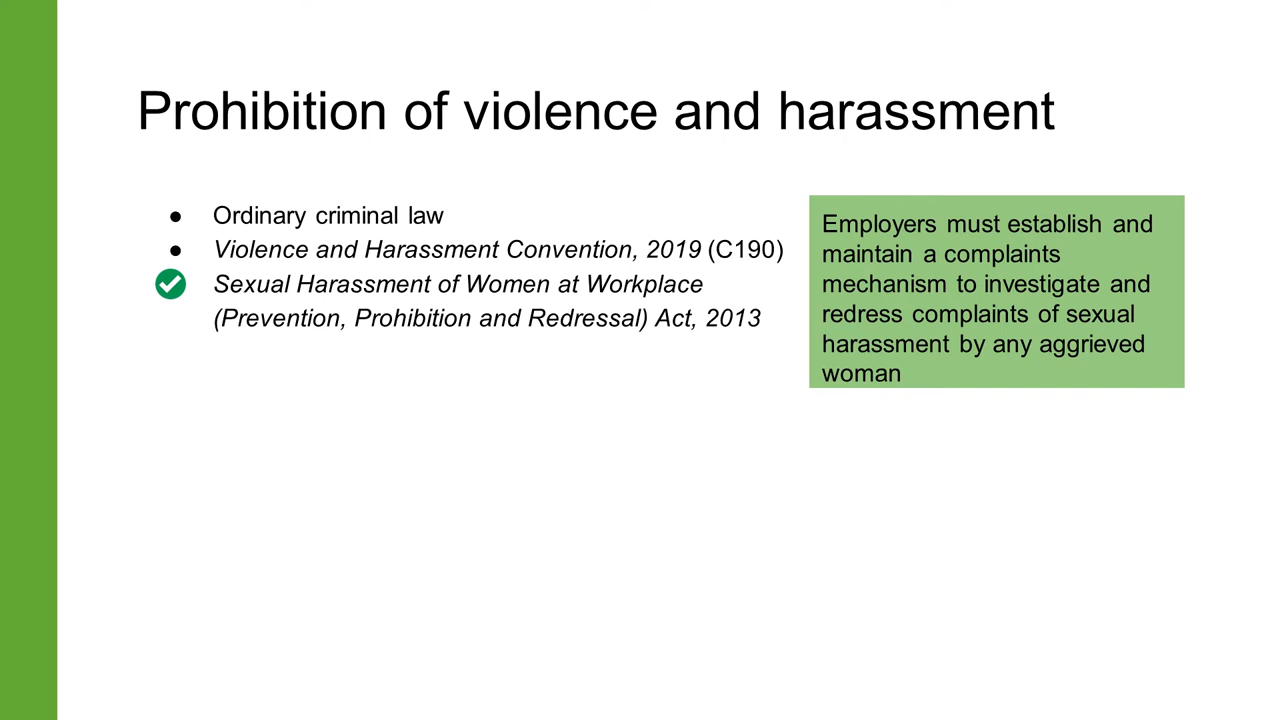 Prohibition of violence and harassment
● Ordinary criminal law
● Violence and Harassment Convention, 2019 (C190)
Sexual Harassment of Women at Workplace
(Prevention, Prohibition and Redressal) Act, 2013
Employers must establish and
maintain a complaints
mechanism to investigate and
redress complaints of sexual
harassment by any aggrieved
woman